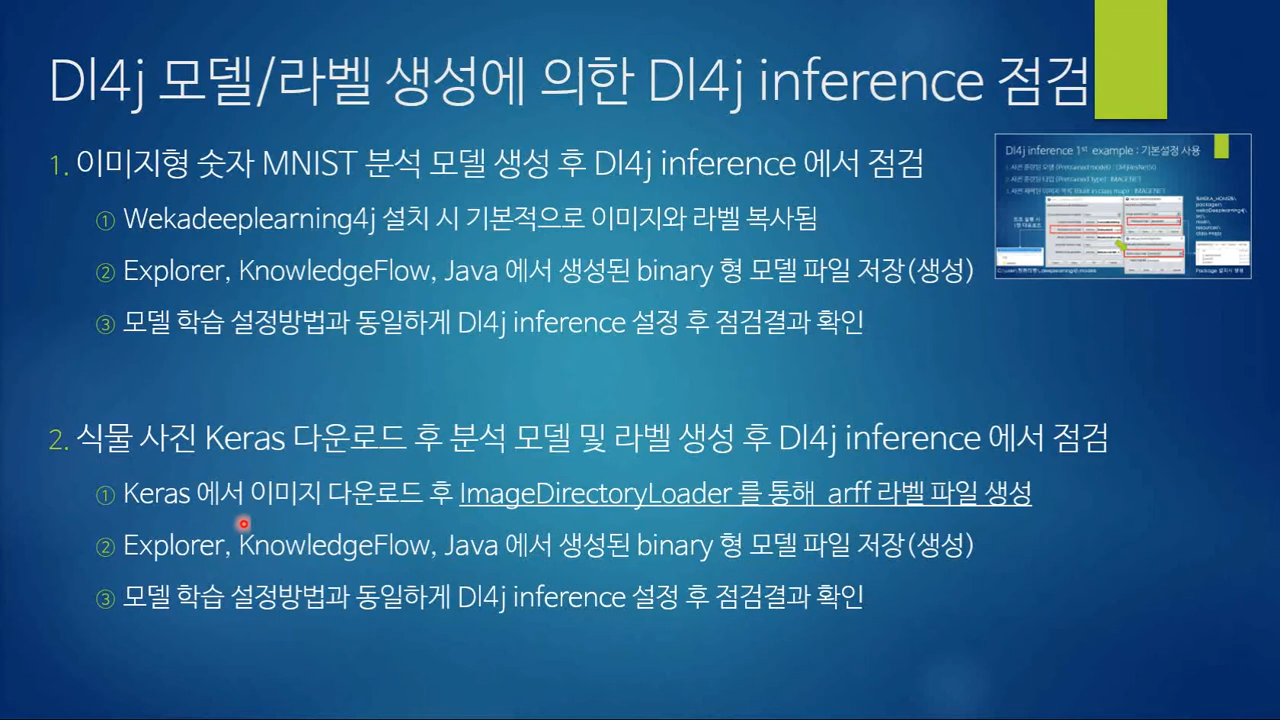 Dl4j 모델/라벨 생성에 의한 Dl4j inference 점검
1. 이미지형 숫자 MNIST 분석 모델 생성 후 Dl4j inference 에서 점검
① Wekadeeplearning4j 설치 시 기본적으로 이미지와 라벨 복사됨
② Explorer, KnowledgeFlow, Java 에서 생성된 binary 형 모델 파일 저장(생성)
③ 모델 학습 설정방법과 동일하게 Dl4j inference 설정 후 점검결과 확인
Dl4j inference 1st example : 기본설정 사용
2. 식물 사진 Keras 다운로드 후 분석 모델 및 라벨 생성 후 Dl4j inference 에서 점검
① Keras 에서 이미지 다운로드 후 ImageDirectoryLoader 를 통해 arff 라벨 파일 생성
② Explorer, KnowledgeFlow, Java 에서 생성된 binary 형 모델 파일 저장(생성)
③ 모델 학습 설정방법과 동일하게 Dl4j inference 설정 후 점검결과 확인